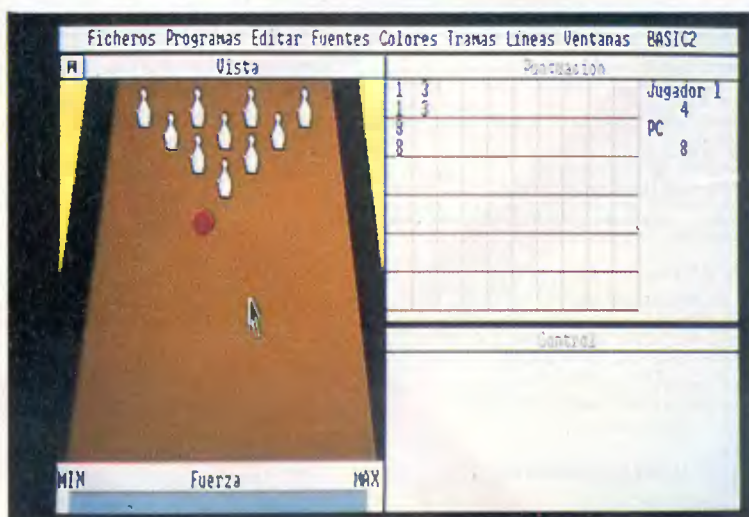 Ficheros Programas Editar Fuentes Colores Tramas Líneas Ventanas BASIC2
Vista
Puntuacion
1 3
1 3
8
8
Jugador 1
4
PC
8
Control
MIN Fuerza MAX